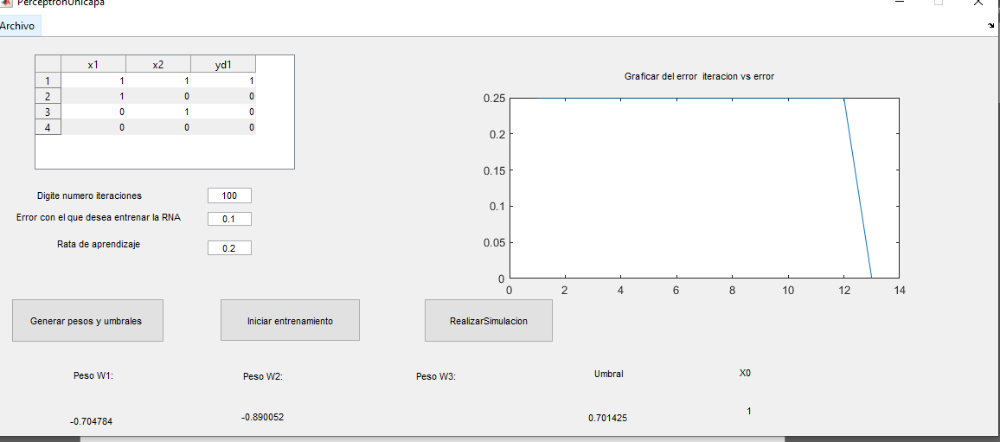 PerceptronUnicapa
Archivo
x1 x2 yd1
1 1 1 1
2 1 0 0
3 0 1 0
4 0 0 0
Digite numero iteraciones 100
Error con el que desea entrenar la RNA 0.1
Rata de aprendizaje 0.2
Graficar del error iteracion vs error
0.25
0.2
0.15
0.1
0.05
0
0 2 4 6 8 10 12 14
Generar pesos y umbrales Iniciar entrenamiento RealizarSimulacion
Peso W1: Peso W2: Peso W3: Umbral X0
-0.704784 -0.890052 0.701425 1